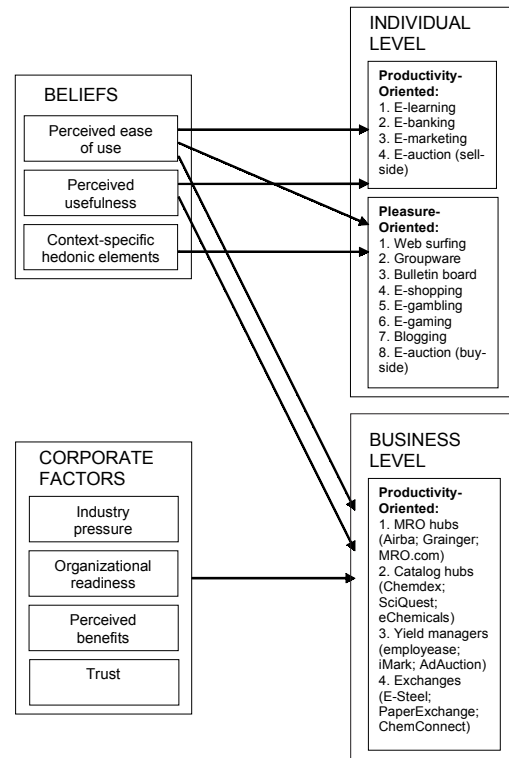 BELIEFS
Perceived ease
of use
Perceived
usefulness
Context-specific
hedonic elements
CORPORATE
FACTORS
Industry
pressure
Organizational
readiness
Perceived
benefits
Trust
INDIVIDUAL
LEVEL
Productivity-
Oriented:
1. E-learning
2. E-banking
3. E-marketing
4. E-auction (sell-
side)
Pleasure-
Oriented:
1. Web surfing
2. Groupware
3. Bulletin board
4. E-shopping
5. E-gambling
6. E-gaming
7. Blogging
8. E-auction (buy-
side)
BUSINESS
LEVEL
Productivity-
Oriented:
1. MRO hubs
(Airba; Grainger;
MRO.com)
2. Catalog hubs
(Chemdex;
SciQuest;
eChemicals)
3. Yield managers
(employease;
iMark; AdAuction)
4. Exchanges
(E-Steel;
PaperExchange;
ChemConnect)